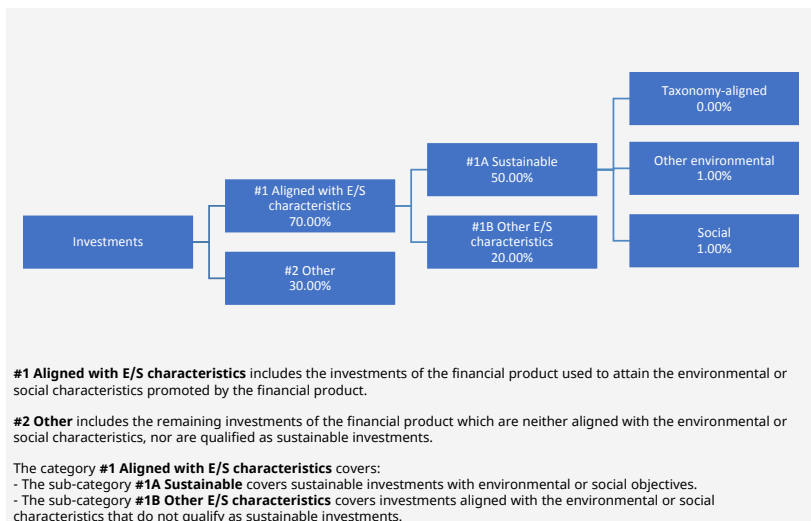 Taxonomy-aligned
0.00%
#1A Sustainable
50.00%
Other environmental
1.00%
#1 Aligned with E/S
characteristics
70.00%
Investments
#1B Other E/S
characteristics
20.00%
Social
1.00%
#2 Other
30.00%
#1 Aligned with E/S characteristics includes the investments of the financial product used to attain the environmental or
social characteristics promoted by the financial product.
#2 Other includes the remaining investments of the financial product which are neither aligned with the environmental or
social characteristics, nor are qualified as sustainable investments.
The category #1 Aligned with E/S characteristics covers:
- The sub-category #1A Sustainable covers sustainable investments with environmental or social objectives.
- The sub-category #1B Other E/S characteristics covers investments aligned with the environmental or social
characteristics that do not qualify as sustainable investments.